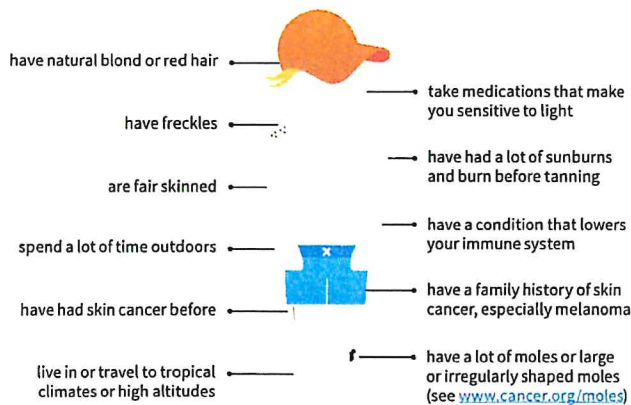 have natural blond or red hair
have freckles
are fair skinned
spend a lot of time outdoors
have had skin cancer before
live in or travel to tropical
climates or high altitudes
take medications that make
you sensitive to light
have had a lot of sunburns
and burn before tanning
have a condition that lowers
your immune system
have a family history of skin
cancer, especially melanoma
have a lot of moles or large
or irregularly shaped moles
(see www.cancer.org/moles)